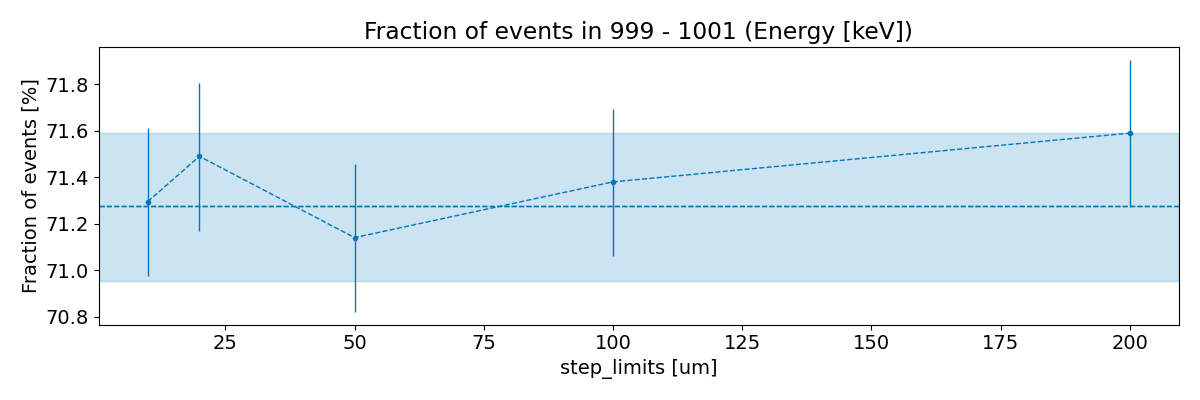 Fraction of events in 999 - 1001 (Energy [keV])
Fraction of events [%]
71.8
71.6
71.4
71.2
71.0
70.8
25 50 75 100 125 150 175 200
step_limits [um]